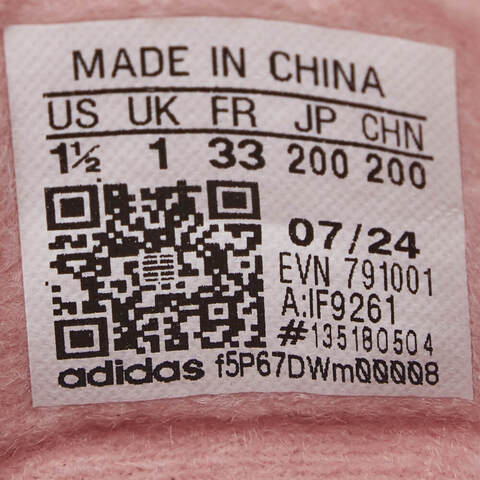 MADE IN CHINA
US UK FR JP CHN
1½ 1 33 200 200
07/24
EVN 791001
A:IF9261
#135180504
adidas f5P67DWm00008